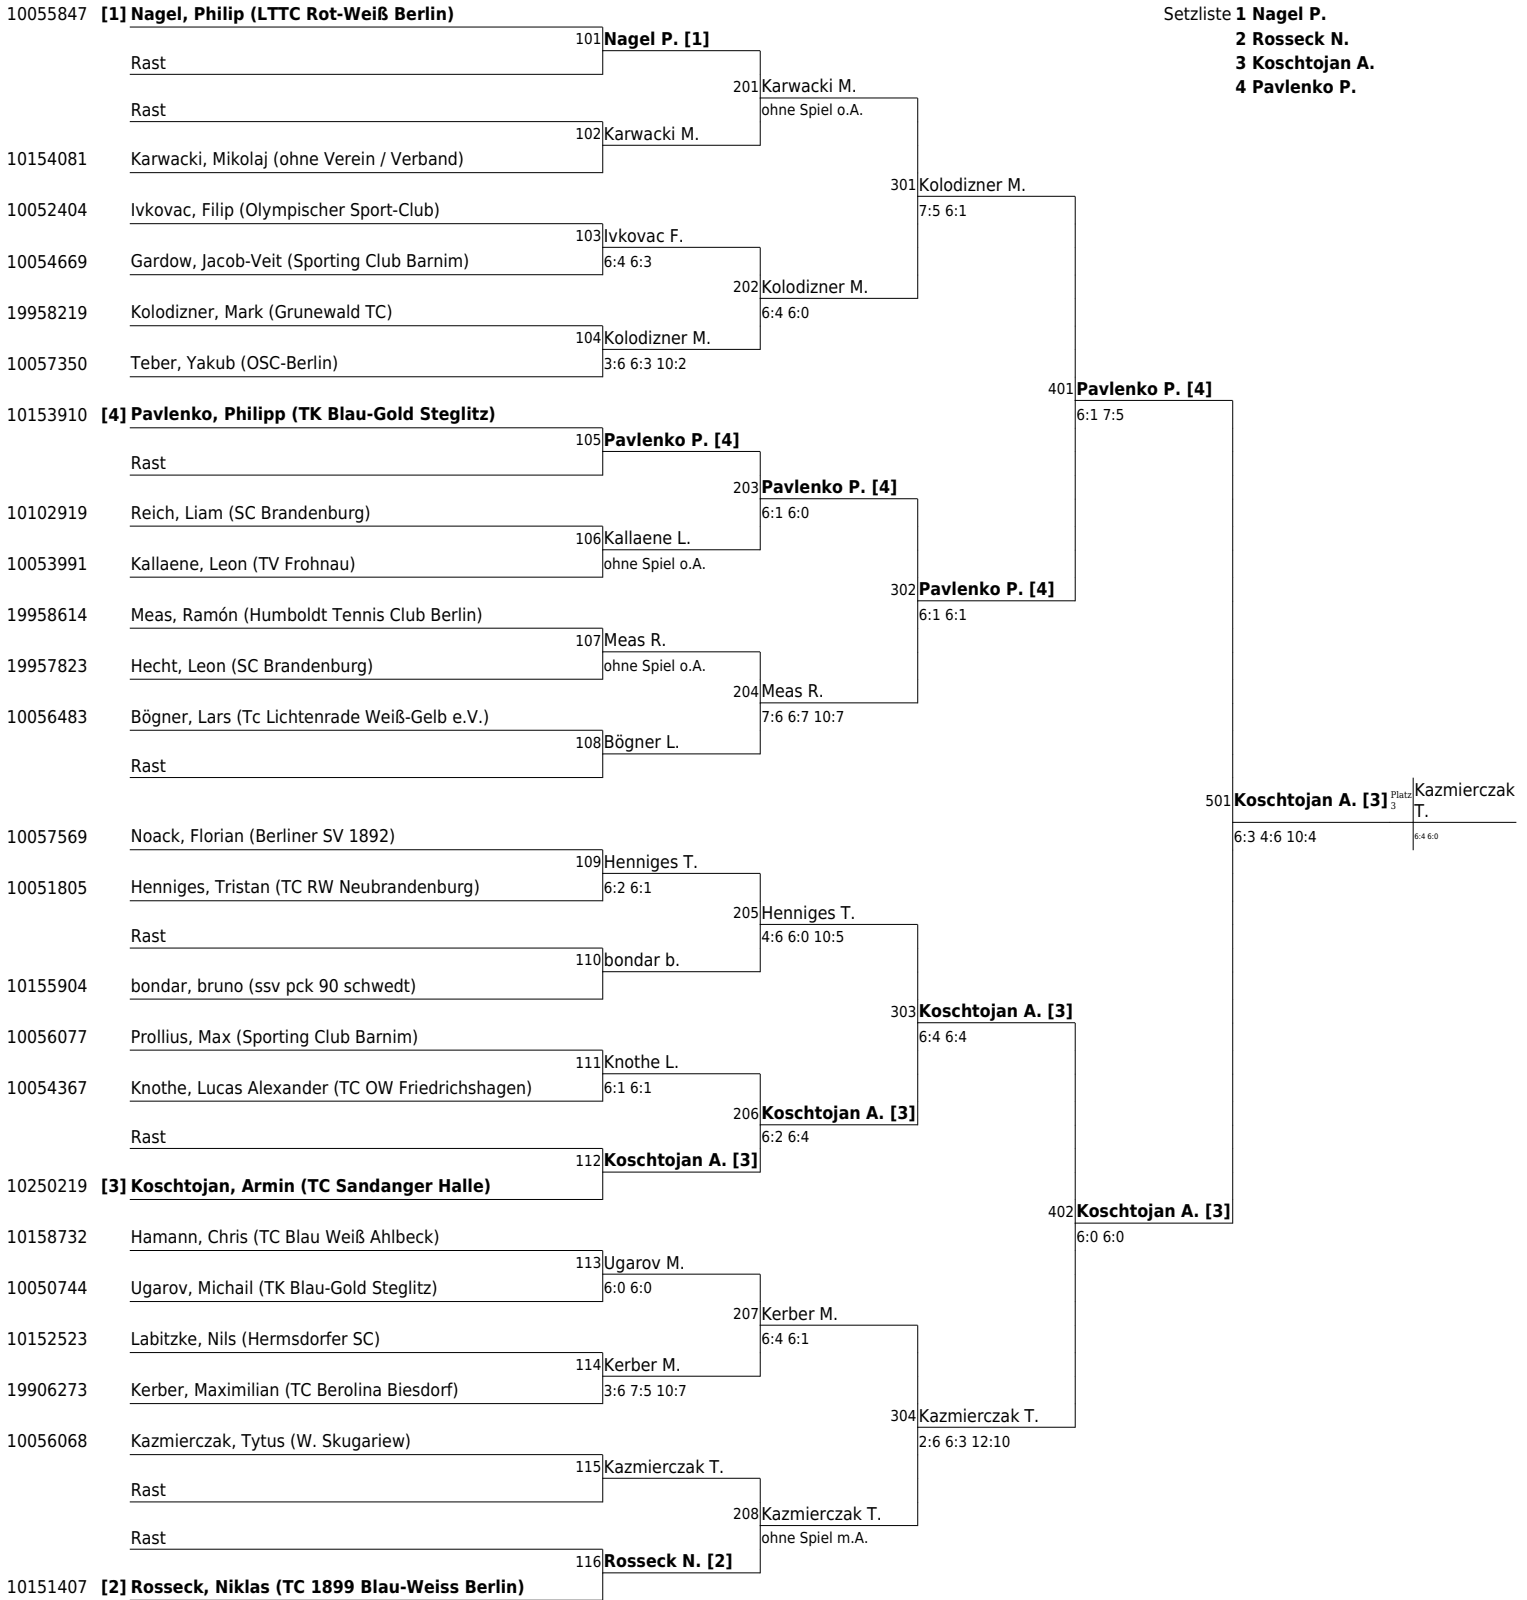 10055847 [1] Nagel, Philip (LTTC Rot-Weiß Berlin)
Setzliste 1 Nagel P.
101 Nagel P. [1]
2 Rosseck N.
Rast
3 Koschtojan A.
201 Karwacki M.
4 Pavlenko P.
Rast
ohne Spiel o.A.
102 Karwacki M.
10154081 Karwacki, Mikolaj (ohne Verein / Verband)
301 Kolodizner M.
10052404 Ivkovac, Filip (Olympischer Sport-Club)
7:5 6:1
103 Ivkovac F.
10054669 Gardow, Jacob-Veit (Sporting Club Barnim)
6:4 6:3
202 Kolodizner M.
19958219 Kolodizner, Mark (Grunewald TC)
6:4 6:0
104 Kolodizner M.
10057350 Teber, Yakub (OSC-Berlin)
3:6 6:3 10:2
401 Pavlenko P. [4]
10153910 [4] Pavlenko, Philipp (TK Blau-Gold Steglitz)
6:1 7:5
105 Pavlenko P. [4]
Rast
203 Pavlenko P. [4]
10102919 Reich, Liam (SC Brandenburg)
6:1 6:0
106 Kallaene L.
10053991 Kallaene, Leon (TV Frohnau)
ohne Spiel o.A.
302 Pavlenko P. [4]
19958614 Meas, Ramón (Humboldt Tennis Club Berlin)
6:1 6:1
107 Meas R.
19957823 Hecht, Leon (SC Brandenburg)
ohne Spiel o.A.
204 Meas R.
10056483 Bögner, Lars (Tc Lichtenrade Weiß-Gelb e.V.)
7:6 6:7 10:7
108 Bögner L.
Rast
501 Koschtojan A. [3]
Platz
3
Kazmierczak
T.
10057569 Noack, Florian (Berliner SV 1892)
6:3 4:6 10:4
6:4 6:0
109 Henniges T.
10051805 Henniges, Tristan (TC RW Neubrandenburg)
6:2 6:1
205 Henniges T.
Rast
4:6 6:0 10:5
110 bondar b.
10155904 bondar, bruno (ssv pck 90 schwedt)
303 Koschtojan A. [3]
10056077 Prollius, Max (Sporting Club Barnim)
6:4 6:4
111 Knothe L.
10054367 Knothe, Lucas Alexander (TC OW Friedrichshagen)
6:1 6:1
206 Koschtojan A. [3]
Rast
6:2 6:4
112 Koschtojan A. [3]
10250219 [3] Koschtojan, Armin (TC Sandanger Halle)
402 Koschtojan A. [3]
10158732 Hamann, Chris (TC Blau Weiß Ahlbeck)
6:0 6:0
113 Ugarov M.
10050744 Ugarov, Michail (TK Blau-Gold Steglitz)
6:0 6:0
207 Kerber M.
10152523 Labitzke, Nils (Hermsdorfer SC)
6:4 6:1
114 Kerber M.
19906273 Kerber, Maximilian (TC Berolina Biesdorf)
3:6 7:5 10:7
304 Kazmierczak T.
10056068 Kazmierczak, Tytus (W. Skugariew)
2:6 6:3 12:10
115 Kazmierczak T.
Rast
208 Kazmierczak T.
Rast
ohne Spiel m.A.
116 Rosseck N. [2]
10151407 [2] Rosseck, Niklas (TC 1899 Blau-Weiss Berlin)